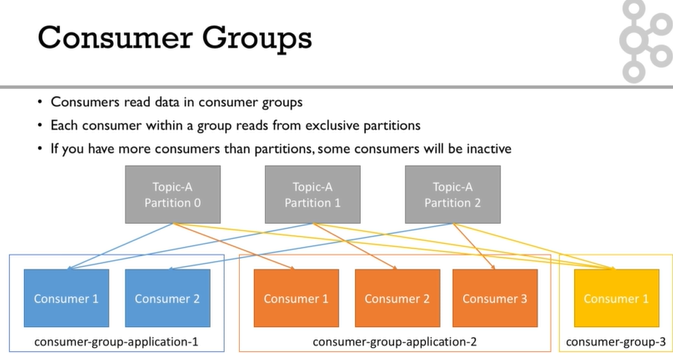 Consumer Groups
• Consumers read data in consumer groups
• Each consumer within a group reads from exclusive partitions
• If you have more consumers than partitions, some consumers will be inactive
Topic-A
Partition 0
Topic-A
Partition 1
Topic-A
Partition 2
Consumer 1
Consumer 2
consumer-group-application-1
Consumer 1
Consumer 2
Consumer 3
consumer-group-application-2
Consumer 1
consumer-group-3